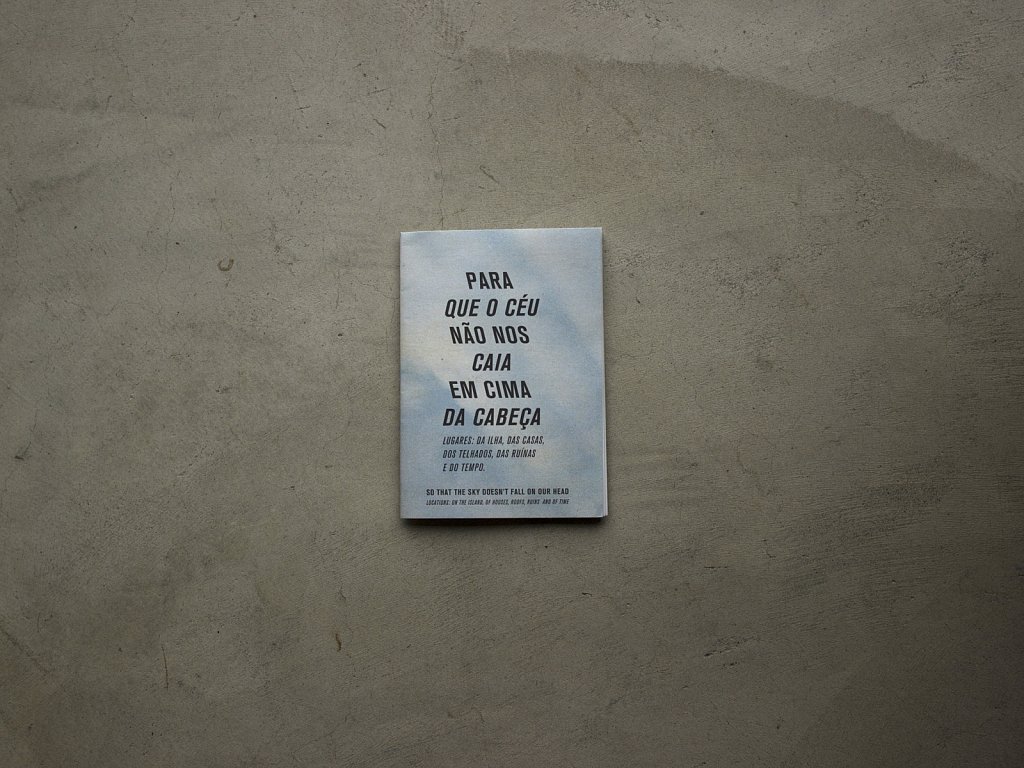 PARA
QUE O CÉU
NÃO NOS
CAIA
EM CIMA
DA CABEÇA
LUGARES: DA ILHA, DAS CASAS,
DOS TELHADOS, DAS RUÍNAS
E DO TEMPO.
SO THAT THE SKY DOESN'T FALL ON OUR HEAD
LOCATIONS: ON THE ISLAND, OF HOUSES, ROOFS, RUINS AND OF TIME